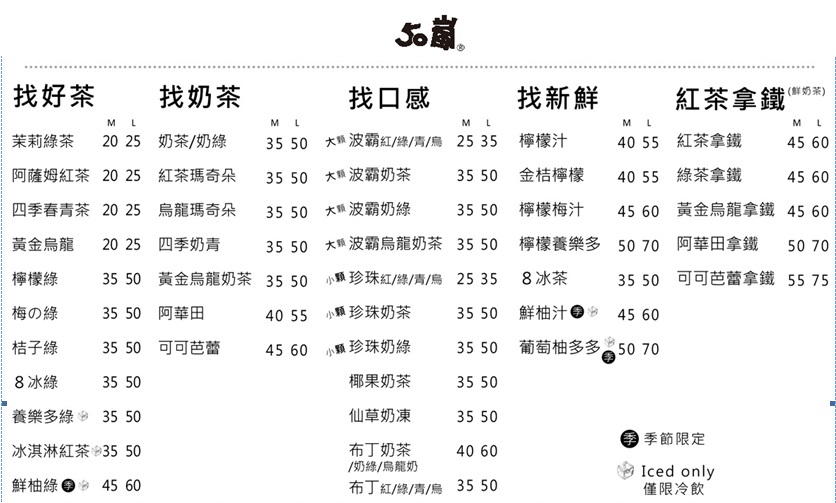 50嵐
找好茶
M L
茉莉綠茶 20 25
阿薩姆紅茶 20 25
四季春青茶 20 25
黃金烏龍 20 25
檸檬綠 35 50
梅の綠 35 50
桔子綠 35 50
8冰綠 35 50
養樂多綠 35 50
冰淇淋紅茶 35 50
鮮柚綠 季 45 60
找奶茶
M L
奶茶/奶綠 35 50
紅茶瑪奇朵 35 50
烏龍瑪奇朵 35 50
四季奶青 35 50
黃金烏龍奶茶 35 50
阿華田 40 55
可可芭蕾 45 60
找口感
M L
大顆 波霸紅/綠/青/烏 25 35
大顆 波霸奶茶 35 50
大顆 波霸奶綠 35 50
大顆 波霸烏龍奶茶 35 50
小顆 珍珠紅/綠/青/烏 25 35
小顆 珍珠奶茶 35 50
小顆 珍珠奶綠 35 50
椰果奶茶 35 50
仙草奶凍 35 50
布丁奶茶 40 60
/奶綠/烏龍奶
布丁紅/綠/青/烏 35 50
找新鮮
M L
檸檬汁 40 55
金桔檸檬 40 55
檸檬梅汁 45 60
檸檬養樂多 50 70
8冰茶 35 50
鮮柚汁 季 45 60
葡萄柚多多 季 50 70
紅茶拿鐵(鮮奶茶)
M L
紅茶拿鐵 45 60
綠茶拿鐵 45 60
黃金烏龍拿鐵 45 60
阿華田拿鐵 50 70
可可芭蕾拿鐵 55 75
季 季節限定
Iced only
僅限冷飲